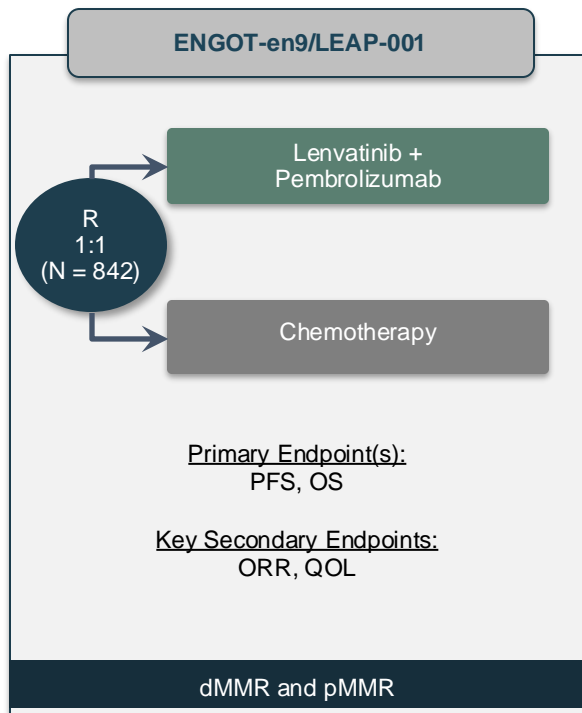 ENGOT-en9/LEAP-001
Lenvatinib +
Pembrolizumab
R
1:1
(N = 842)
Chemotherapy
Primary Endpoint(s):
PFS, OS
Key Secondary Endpoints:
ORR, QOL
dMMR and pMMR